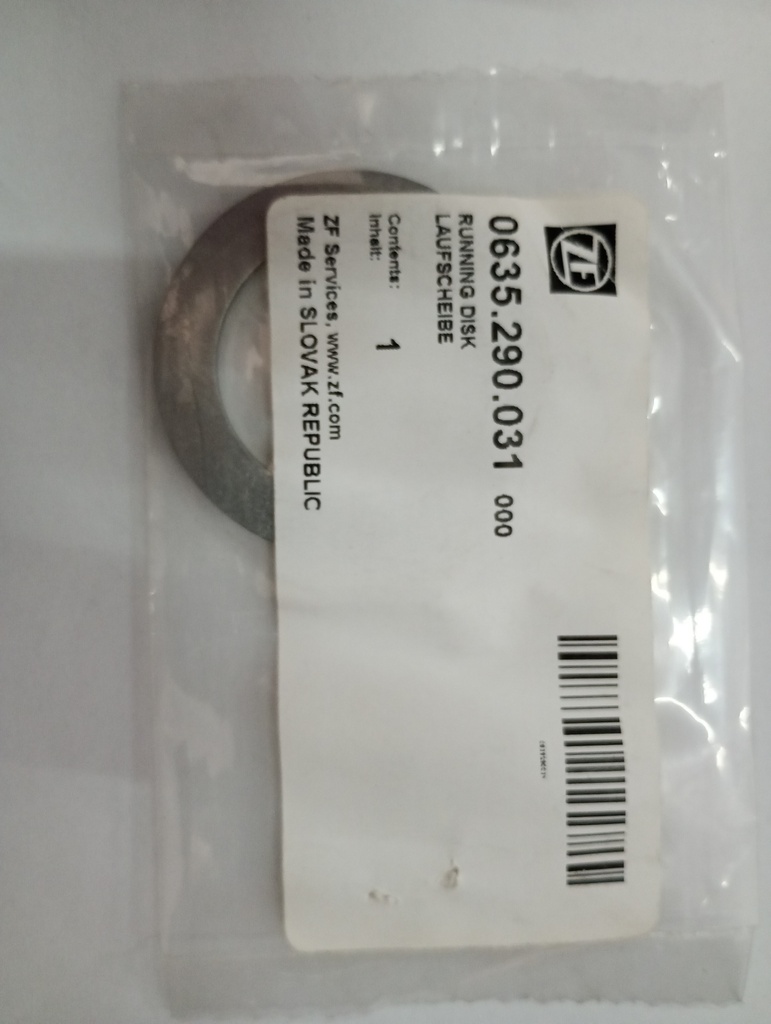 ZF
0635.290.031 000
RUNNING DISK
LAUFSCHEIBE
Contents: 1
Inhalt:
ZF Services, www.zf.com
Made in SLOVAK REPUBLIC